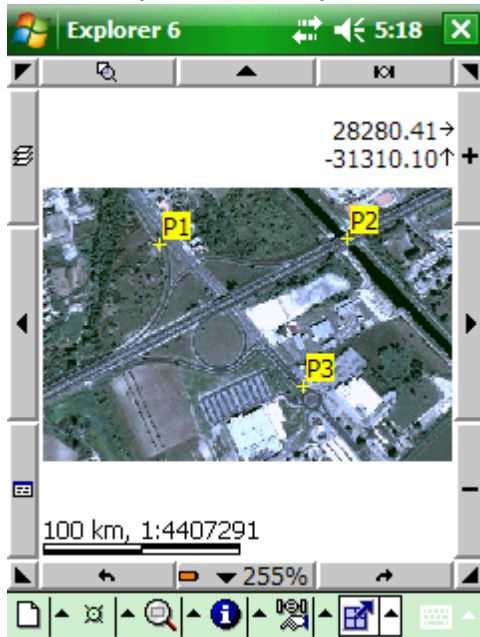 Explorer 6 5:18
28280.41→
-31310.10↑
P1
P2
P3
100 km, 1:4407291
255%